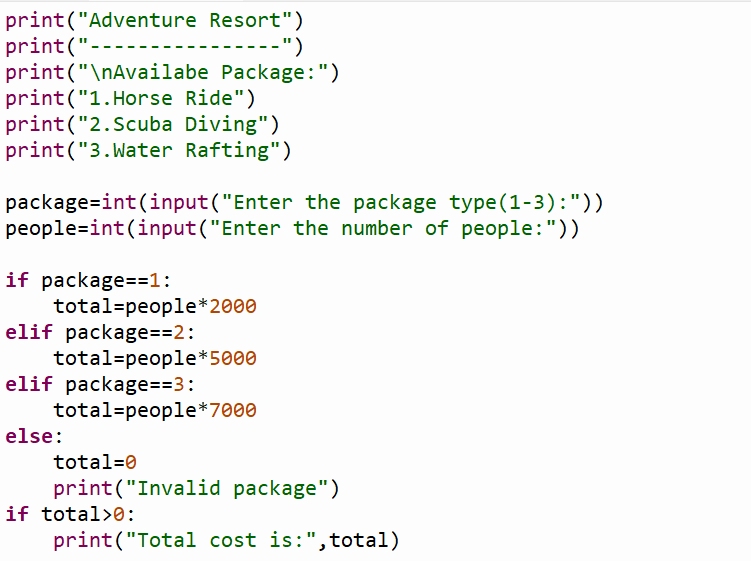 print("Adventure Resort")
print("----------------")
print("\nAvailabe Package:")
print("1.Horse Ride")
print("2.Scuba Diving")
print("3.Water Rafting")

package=int(input("Enter the package type(1-3):"))
people=int(input("Enter the number of people:"))

if package==1:
    total=people*2000
elif package==2:
    total=people*5000
elif package==3:
    total=people*7000
else:
    total=0
    print("Invalid package")
if total>0:
    print("Total cost is:",total)